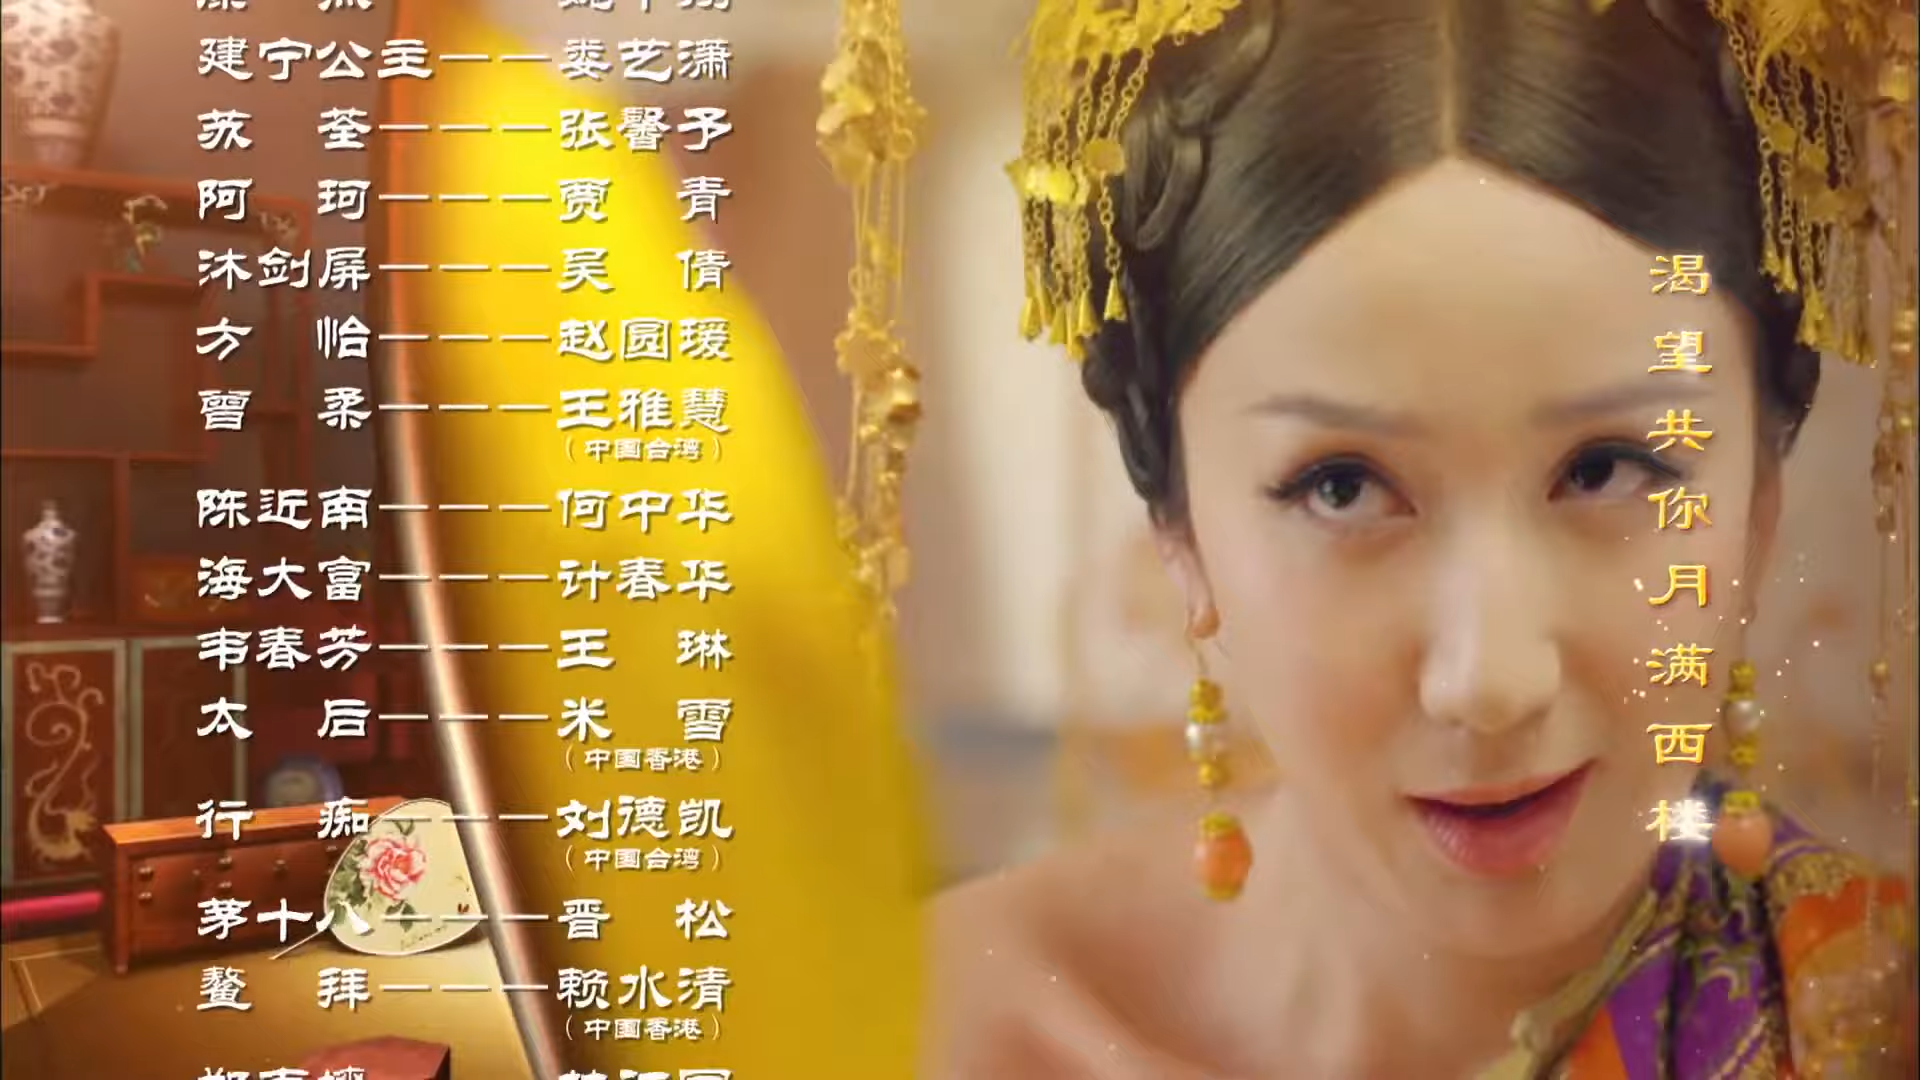 建宁公主———娄艺潇
苏荃———张馨予
阿珂———贾青
沐剑屏———吴倩
方怡———赵圆瑗
曾柔———王雅慧
（中国台湾）
陈近南———何中华
海大富———计春华
韦春芳———王琳
太后———米雪
（中国香港）
行痴———刘德凯
（中国台湾）
茅十八———晋松
鳌拜———赖水清
（中国香港）
渴望共你月满西楼